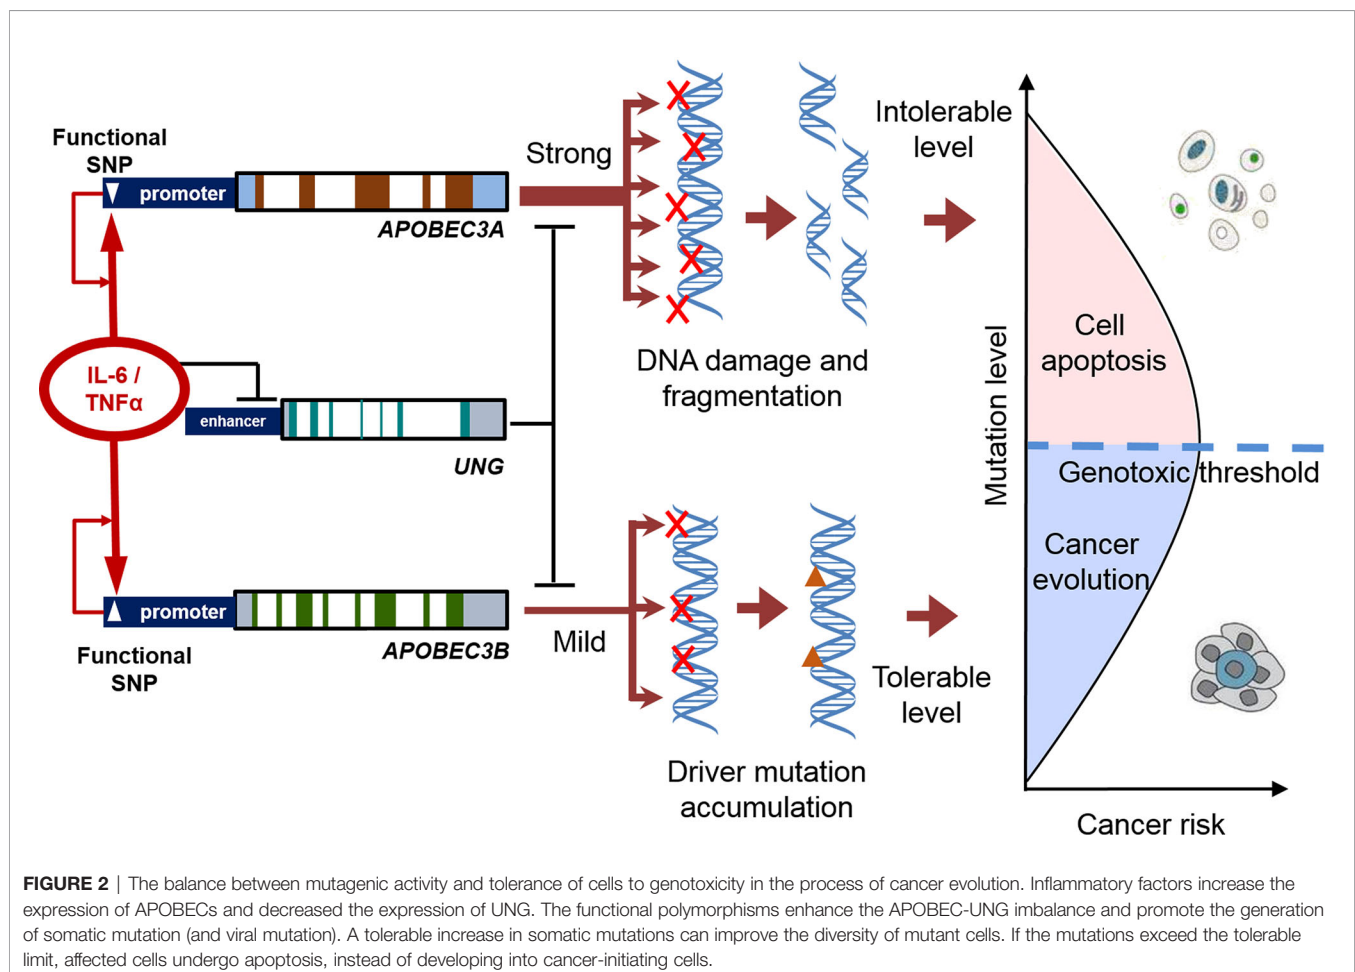 Functional
SNP
promoter
APOBEC3A
Strong
IL-6 /
TNFα
enhancer
UNG
promoter
APOBEC3B
Functional
SNP
Mild
DNA damage and
fragmentation
Driver mutation
accumulation
Intolerable
level
Tolerable
level
Mutation level
Cell
apoptosis
Genotoxic threshold
Cancer
evolution
Cancer risk
FIGURE 2 | The balance between mutagenic activity and tolerance of cells to genotoxicity in the process of cancer evolution. Inflammatory factors increase the
expression of APOBECs and decreased the expression of UNG. The functional polymorphisms enhance the APOBEC-UNG imbalance and promote the generation
of somatic mutation (and viral mutation). A tolerable increase in somatic mutations can improve the diversity of mutant cells. If the mutations exceed the tolerable
limit, affected cells undergo apoptosis, instead of developing into cancer-initiating cells.